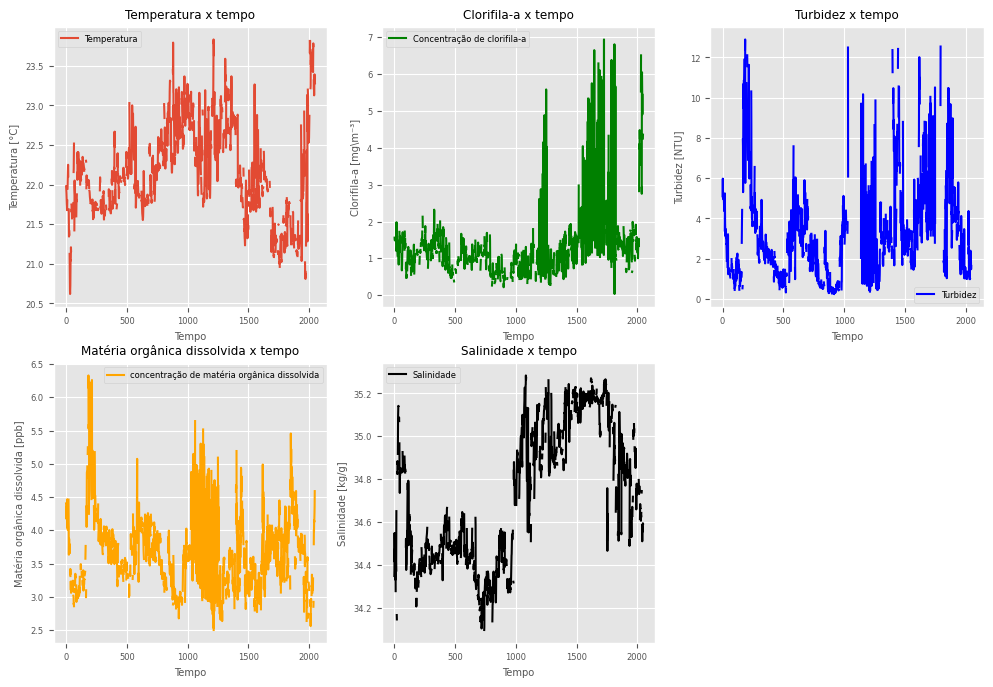 Temperatura x tempo
Temperatura
Temperatura [°C]
23.5
23.0
22.5
22.0
21.5
21.0
20.5
0 500 1000 1500 2000
Tempo
Clorifila-a x tempo
Concentração de clorifila-a
Clorifila-a [mg\m⁻³]
7
6
5
4
3
2
1
0
0 500 1000 1500 2000
Tempo
Turbidez x tempo
Turbidez
Turbidez [NTU]
12
10
8
6
4
2
0
0 500 1000 1500 2000
Tempo
Matéria orgânica dissolvida x tempo
concentração de matéria orgânica dissolvida
Matéria orgânica dissolvida [ppb]
6.5
6.0
5.5
5.0
4.5
4.0
3.5
3.0
2.5
0 500 1000 1500 2000
Tempo
Salinidade x tempo
Salinidade
Salinidade [kg/g]
35.2
35.0
34.8
34.6
34.4
34.2
0 500 1000 1500 2000
Tempo